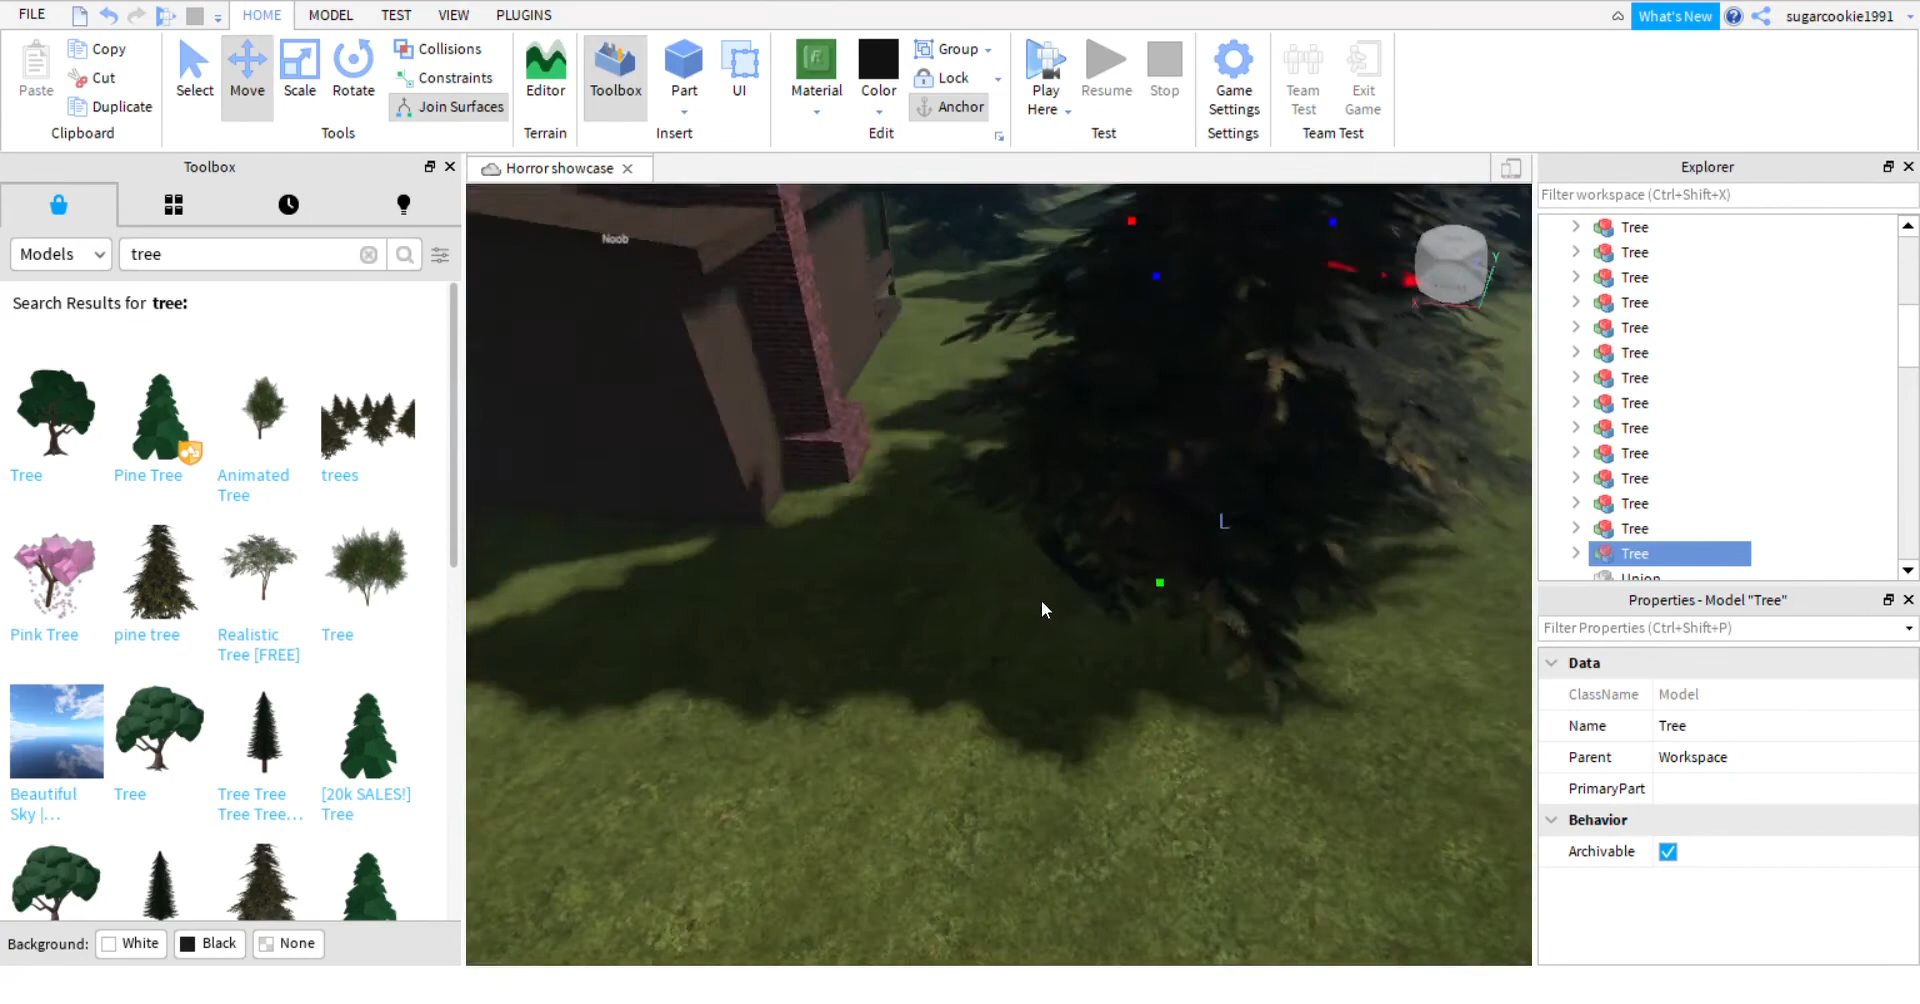 FILE
HOME
MODEL
TEST
VIEW
PLUGINS
What's New
sugarcookie1991
Paste
Copy
Cut
Duplicate
Clipboard
Select
Move
Scale
Rotate
Collisions
Constraints
Join Surfaces
Tools
Editor
Terrain
Toolbox
Part
UI
Insert
Material
Color
Group
Lock
Anchor
Edit
Play
Here
Resume
Stop
Test
Game
Settings
Settings
Team
Test
Exit
Game
Team Test
Toolbox
Models
tree
Search Results for tree:
Tree
Pine Tree
Animated
Tree
trees
Pink Tree
pine tree
Realistic
Tree [FREE]
Tree
Beautiful
Sky |...
Tree
Tree Tree
Tree Tree...
[20k SALES!]
Tree
Background:
White
Black
None
Horror showcase
Noob
Y
X
L
Explorer
Filter workspace (Ctrl+Shift+X)
Tree
Tree
Tree
Tree
Tree
Tree
Tree
Tree
Tree
Tree
Tree
Tree
Tree
Tree
Union
Properties - Model "Tree"
Filter Properties (Ctrl+Shift+P)
Data
ClassName Model
Name Tree
Parent Workspace
PrimaryPart
Behavior
Archivable